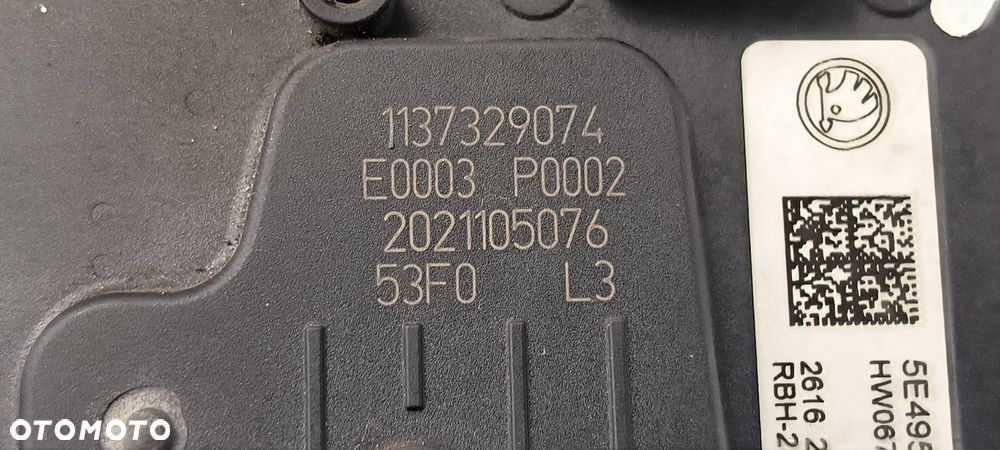 1137329074
E0003 P0002
2021105076
53F0 L3
5E495
HW067
2616 2
RBH-2
OTOMOTO